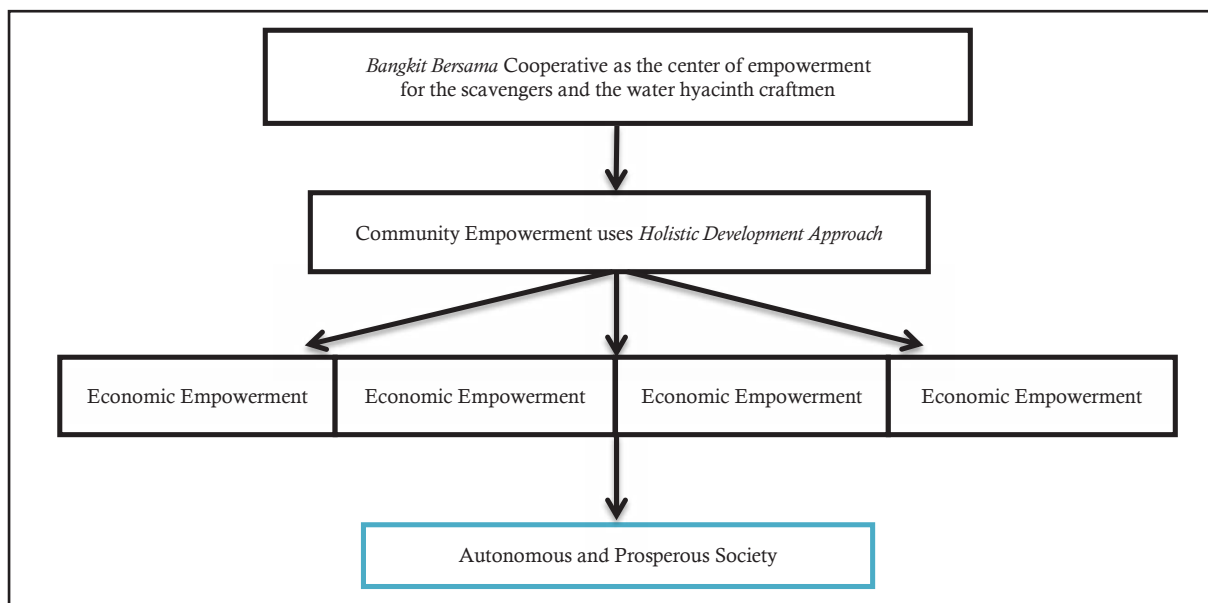 Bangkit Bersama Cooperative as the center of empowerment
for the scavengers and the water hyacinth craftmen
Community Empowerment uses Holistic Development Approach
Economic Empowerment
Economic Empowerment
Economic Empowerment
Economic Empowerment
Autonomous and Prosperous Society